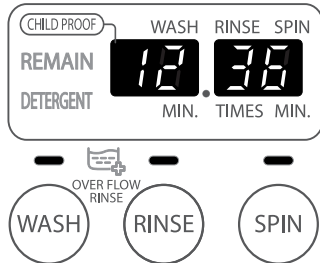 CHILD PROOF WASH RINSE SPIN
REMAIN 12.36
DETERGENT MIN. TIMES MIN.
OVER FLOW
RINSE
WASH RINSE SPIN